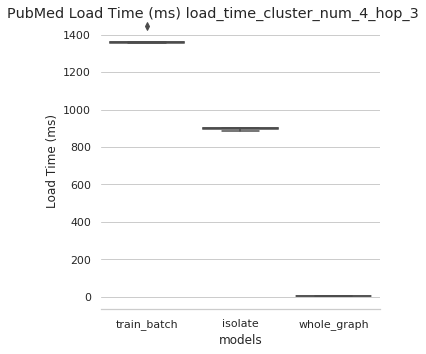 PubMed Load Time (ms) load_time_cluster_num_4_hop_3
1400
1200
1000
800
600
400
200
0
Load Time (ms)
train_batch
isolate
whole_graph
models